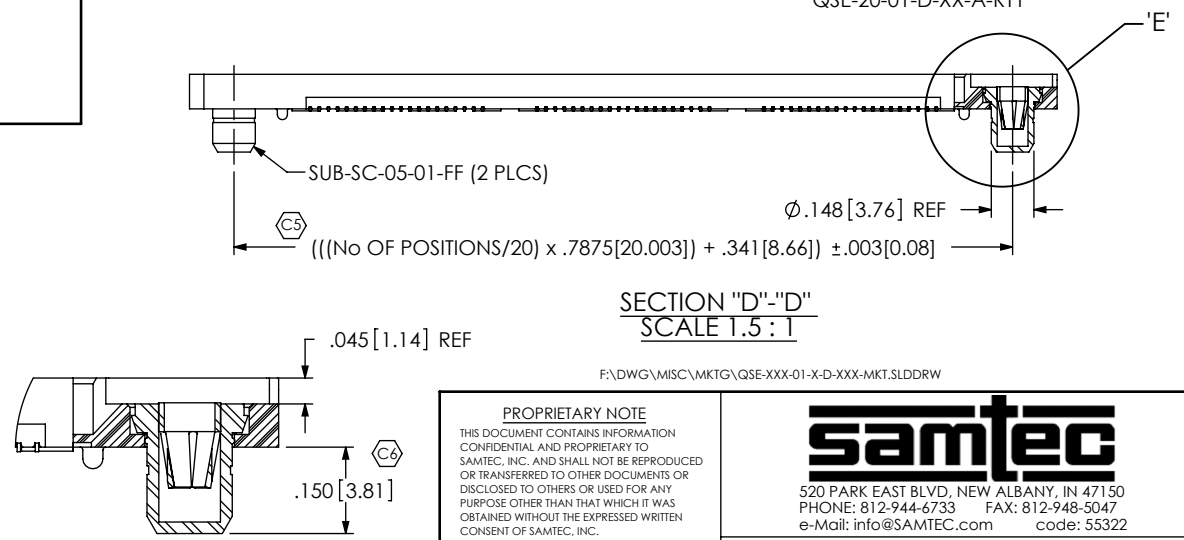 'E'
SUB-SC-05-01-FF (2 PLCS)
Ø.148[3.76] REF
C5
(((No OF POSITIONS/20) x .7875[20.003]) + .341[8.66]) ±.003[0.08]
SECTION "D"-"D"
SCALE 1.5 : 1
.045[1.14] REF
F:\DWG\MISC\MKTG\QSE-XXX-01-X-D-XXX-MKT.SLDDRW
C6
.150[3.81]
PROPRIETARY NOTE
THIS DOCUMENT CONTAINS INFORMATION
CONFIDENTIAL AND PROPRIETARY TO
SAMTEC, INC. AND SHALL NOT BE REPRODUCED
OR TRANSFERRED TO OTHER DOCUMENTS OR
DISCLOSED TO OTHERS OR USED FOR ANY
PURPOSE OTHER THAN THAT WHICH IT WAS
OBTAINED WITHOUT THE EXPRESSED WRITTEN
CONSENT OF SAMTEC, INC.
samtec
520 PARK EAST BLVD, NEW ALBANY, IN 47150
PHONE: 812-944-6733 FAX: 812-948-5047
e-Mail: info@SAMTEC.com code: 55322